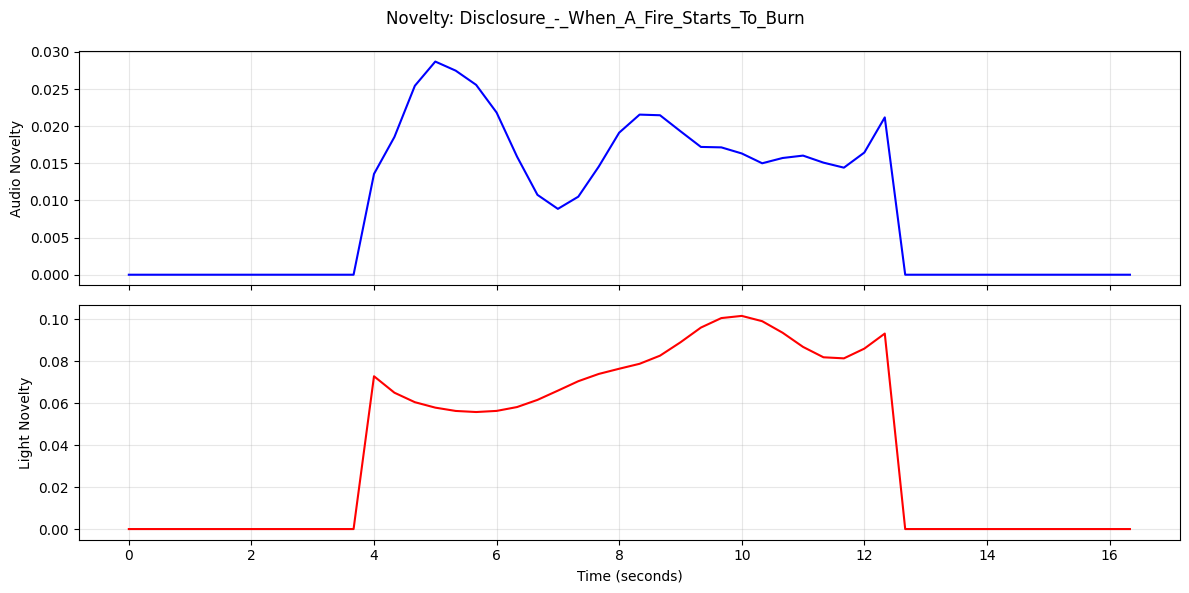 Novelty: Disclosure_-_When_A_Fire_Starts_To_Burn
Audio Novelty
0.030
0.025
0.020
0.015
0.010
0.005
0.000
Light Novelty
0.10
0.08
0.06
0.04
0.02
0.00
0 2 4 6 8 10 12 14 16
Time (seconds)